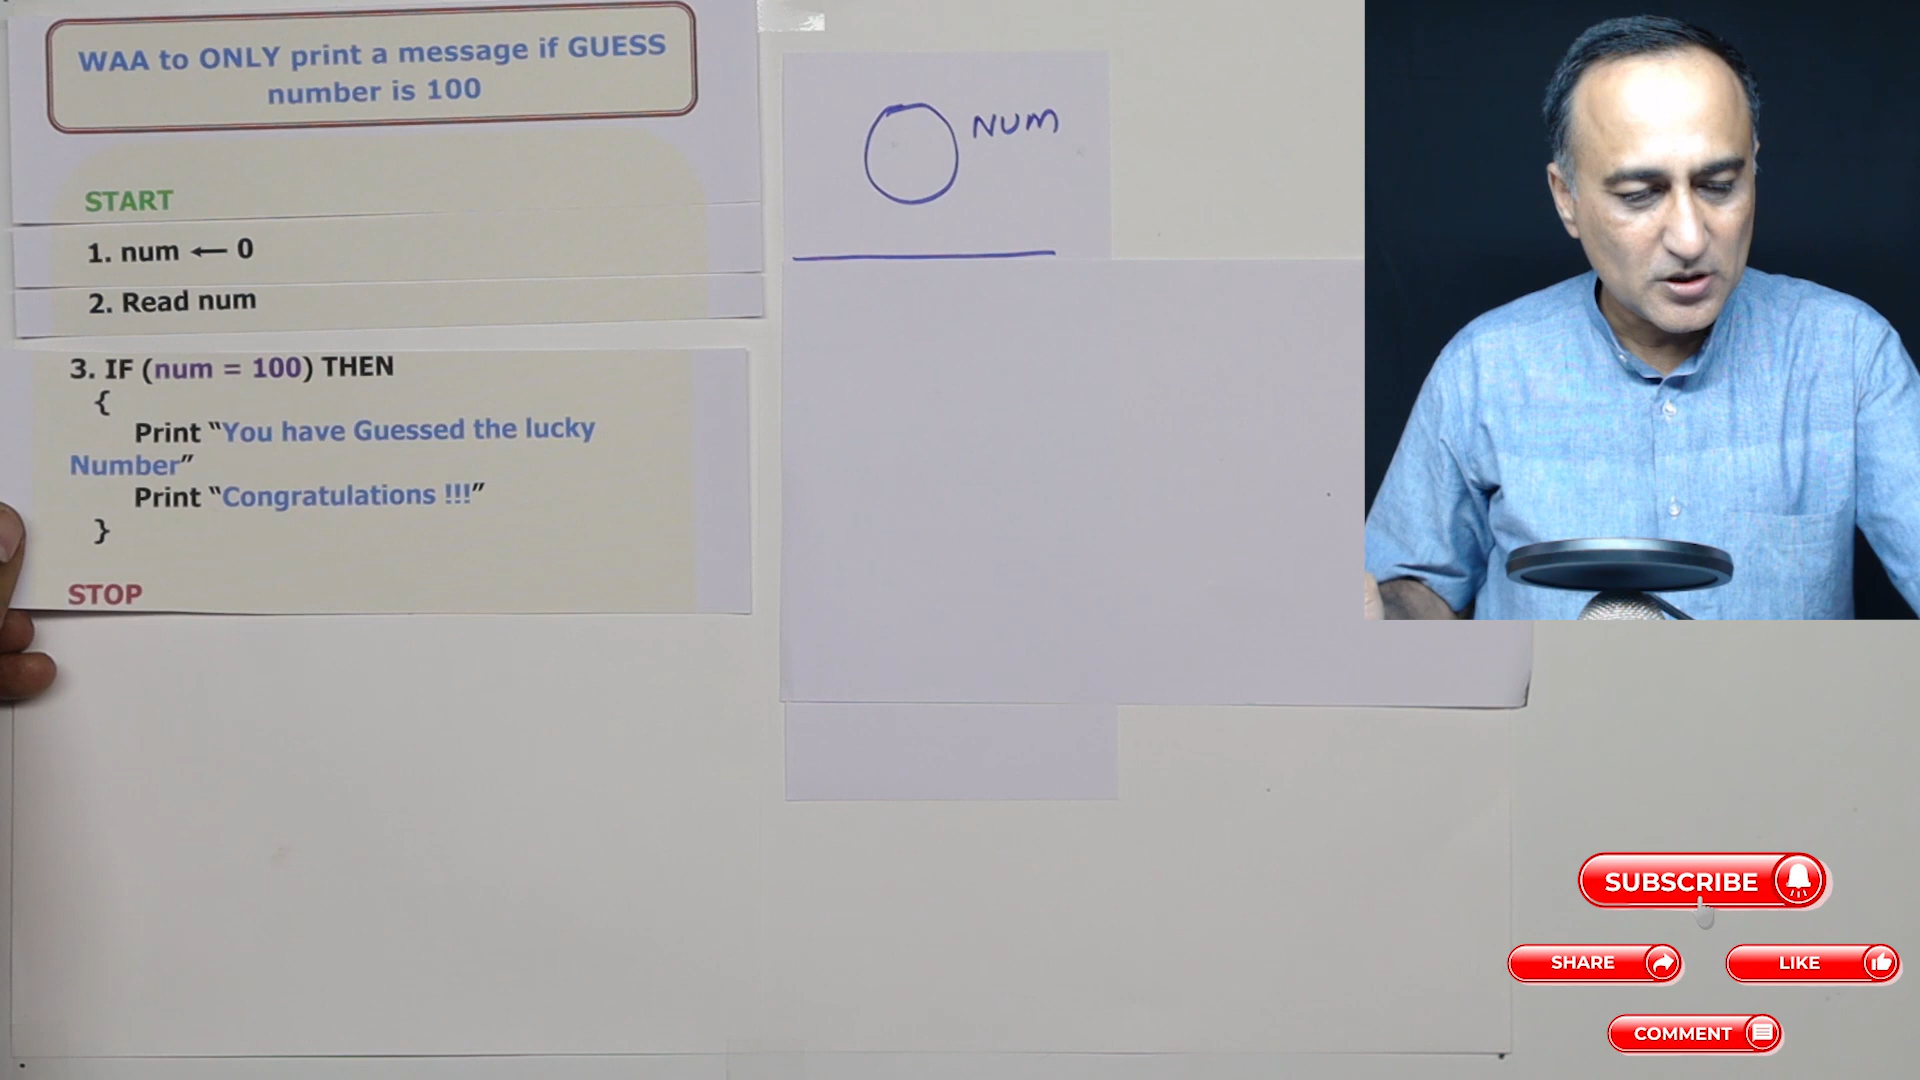 WAA to ONLY print a message if GUESS
number is 100
START
1. num ← 0
2. Read num
3. IF (num = 100) THEN
{
Print “You have Guessed the lucky
Number”
Print “Congratulations !!!”
}
STOP
NUM
SUBSCRIBE
SHARE
LIKE
COMMENT